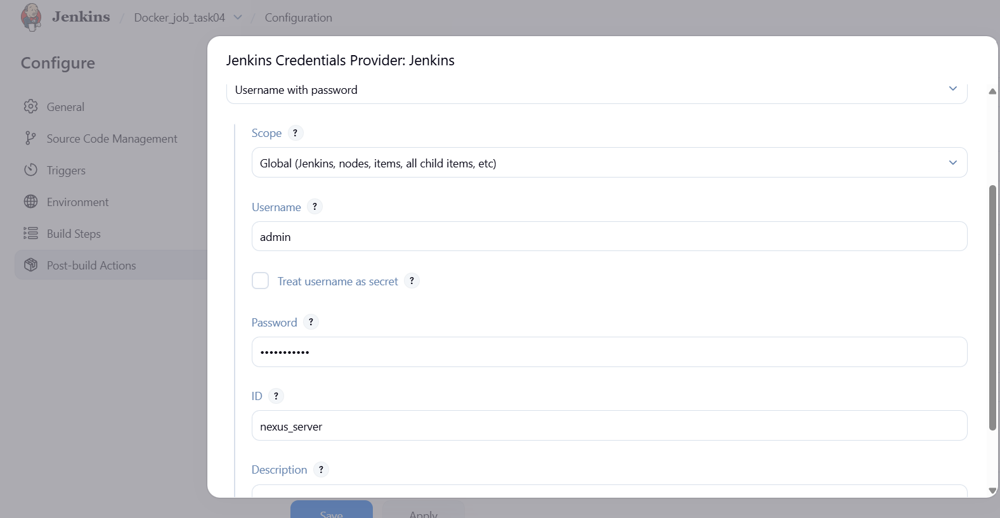 Jenkins / Docker_job_task04 / Configuration
Configure
General
Source Code Management
Triggers
Environment
Build Steps
Post-build Actions
Jenkins Credentials Provider: Jenkins
Username with password
Scope ?
Global (Jenkins, nodes, items, all child items, etc)
Username ?
admin
Treat username as secret ?
Password ?
•••••••••••
ID ?
nexus_server
Description ?
Save Apply